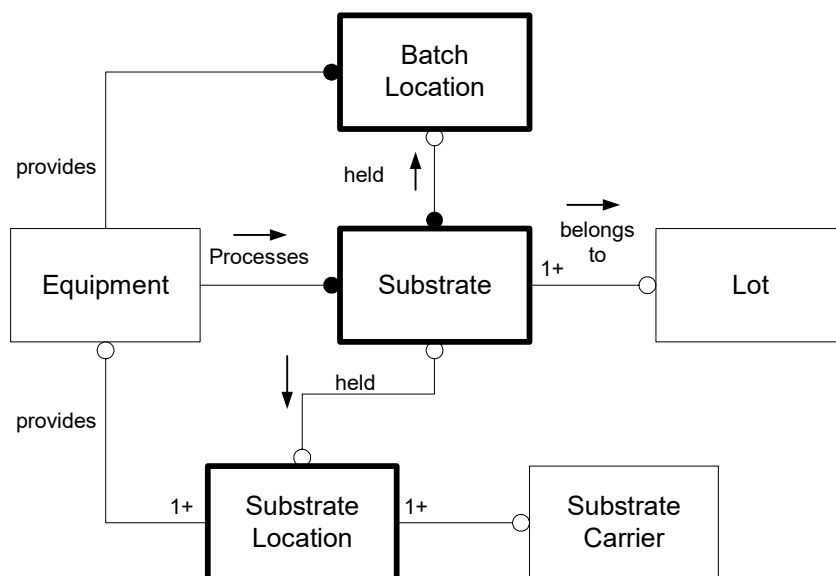 Batch
Location
provides
held
belongs
to
Processes
Equipment
Substrate
1+
Lot
held
provides
1+
Substrate
Location
1+
Substrate
Carrier